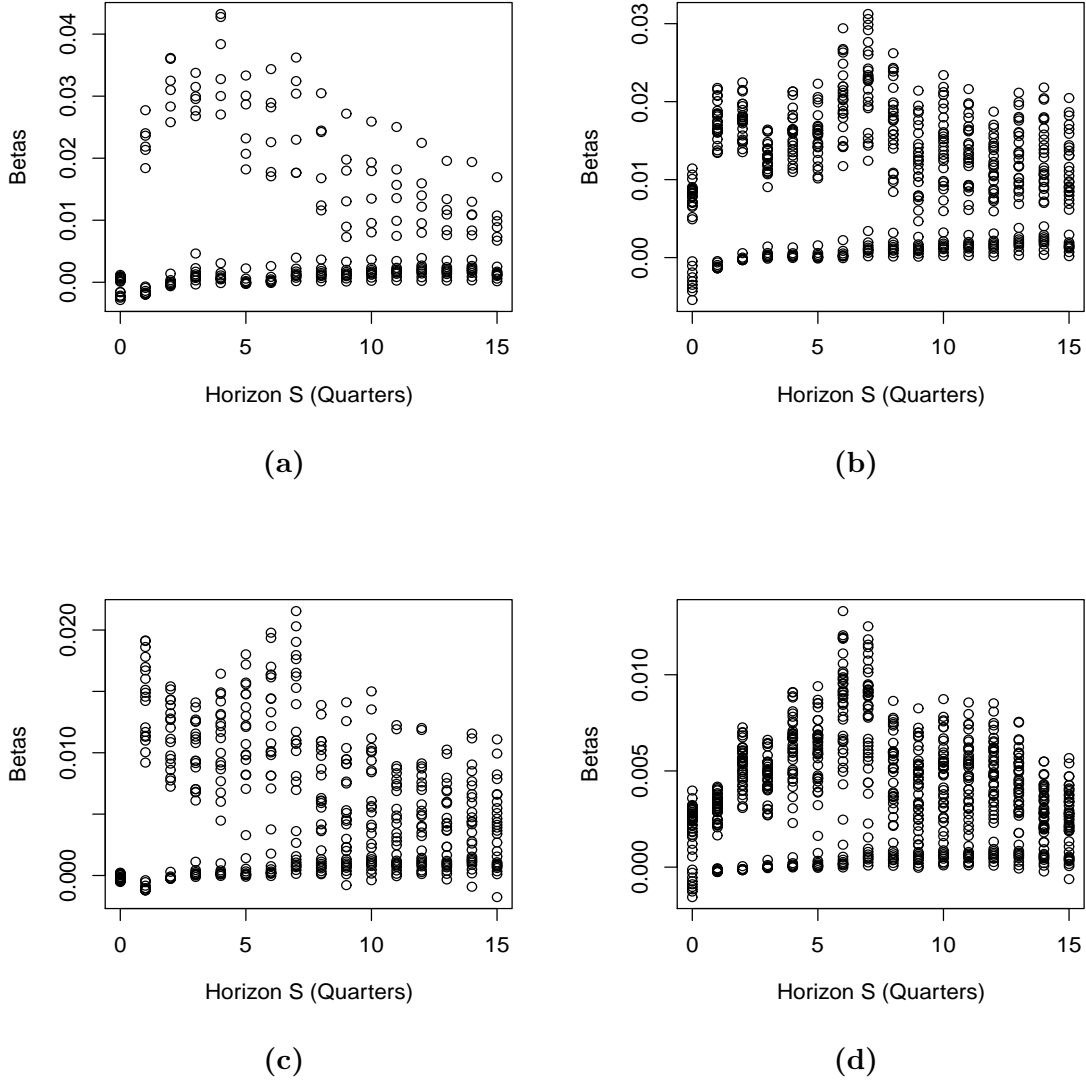 0.00 0.01 0.02 0.03 0.04
Betas
0 5 10 15
Horizon S (Quarters)
(a)
0.00 0.01 0.02 0.03
Betas
0 5 10 15
Horizon S (Quarters)
(b)
0.000 0.010 0.020
Betas
0 5 10 15
Horizon S (Quarters)
(c)
0.000 0.005 0.010
Betas
0 5 10 15
Horizon S (Quarters)
(d)